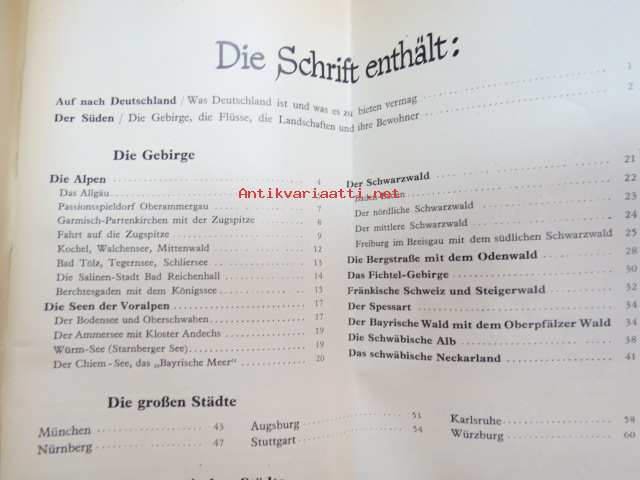 Die Schrift enthält:
Auf nach Deutschland / Was Deutschland ist und was es zu bieten vermag 1
Der Süden / Die Gebirge, die Flüsse, die Landschaften und ihre Bewohner 2
Die Gebirge
Die Alpen 4
Das Allgäu 5
Passionsspieldorf Oberammergau 7
Garmisch-Partenkirchen mit der Zugspitze 8
Fahrt auf die Zugspitze 9
Kochel, Walchensee, Mittenwald 12
Bad Tölz, Tegernsee, Schliersee 13
Die Salinen-Stadt Bad Reichenhall 14
Berchtesgaden mit dem Königssee 15
Die Seen der Voralpen 17
Der Bodensee und Oberschwaben 17
Der Ammersee mit Kloster Andechs 19
Würm-See (Starnberger See) 19
Der Chiem-See, das „Bayrische Meer“ 20
Der Schwarzwald 21
Baden-Baden 22
Der nördliche Schwarzwald 23
Der mittlere Schwarzwald 24
Freiburg im Breisgau mit dem südlichen Schwarzwald 25
Die Bergstraße mit dem Odenwald 28
Das Fichtel-Gebirge 30
Fränkische Schweiz und Steigerwald 32
Der Spessart 34
Der Bayrische Wald mit dem Oberpfälzer Wald 34
Die Schwäbische Alb 38
Das schwäbische Neckarland 41
Antikvariaatti.net
Die großen Städte
München 43
Nürnberg 47
Augsburg 51
Stuttgart 54
Karlsruhe 58
Würzburg 60